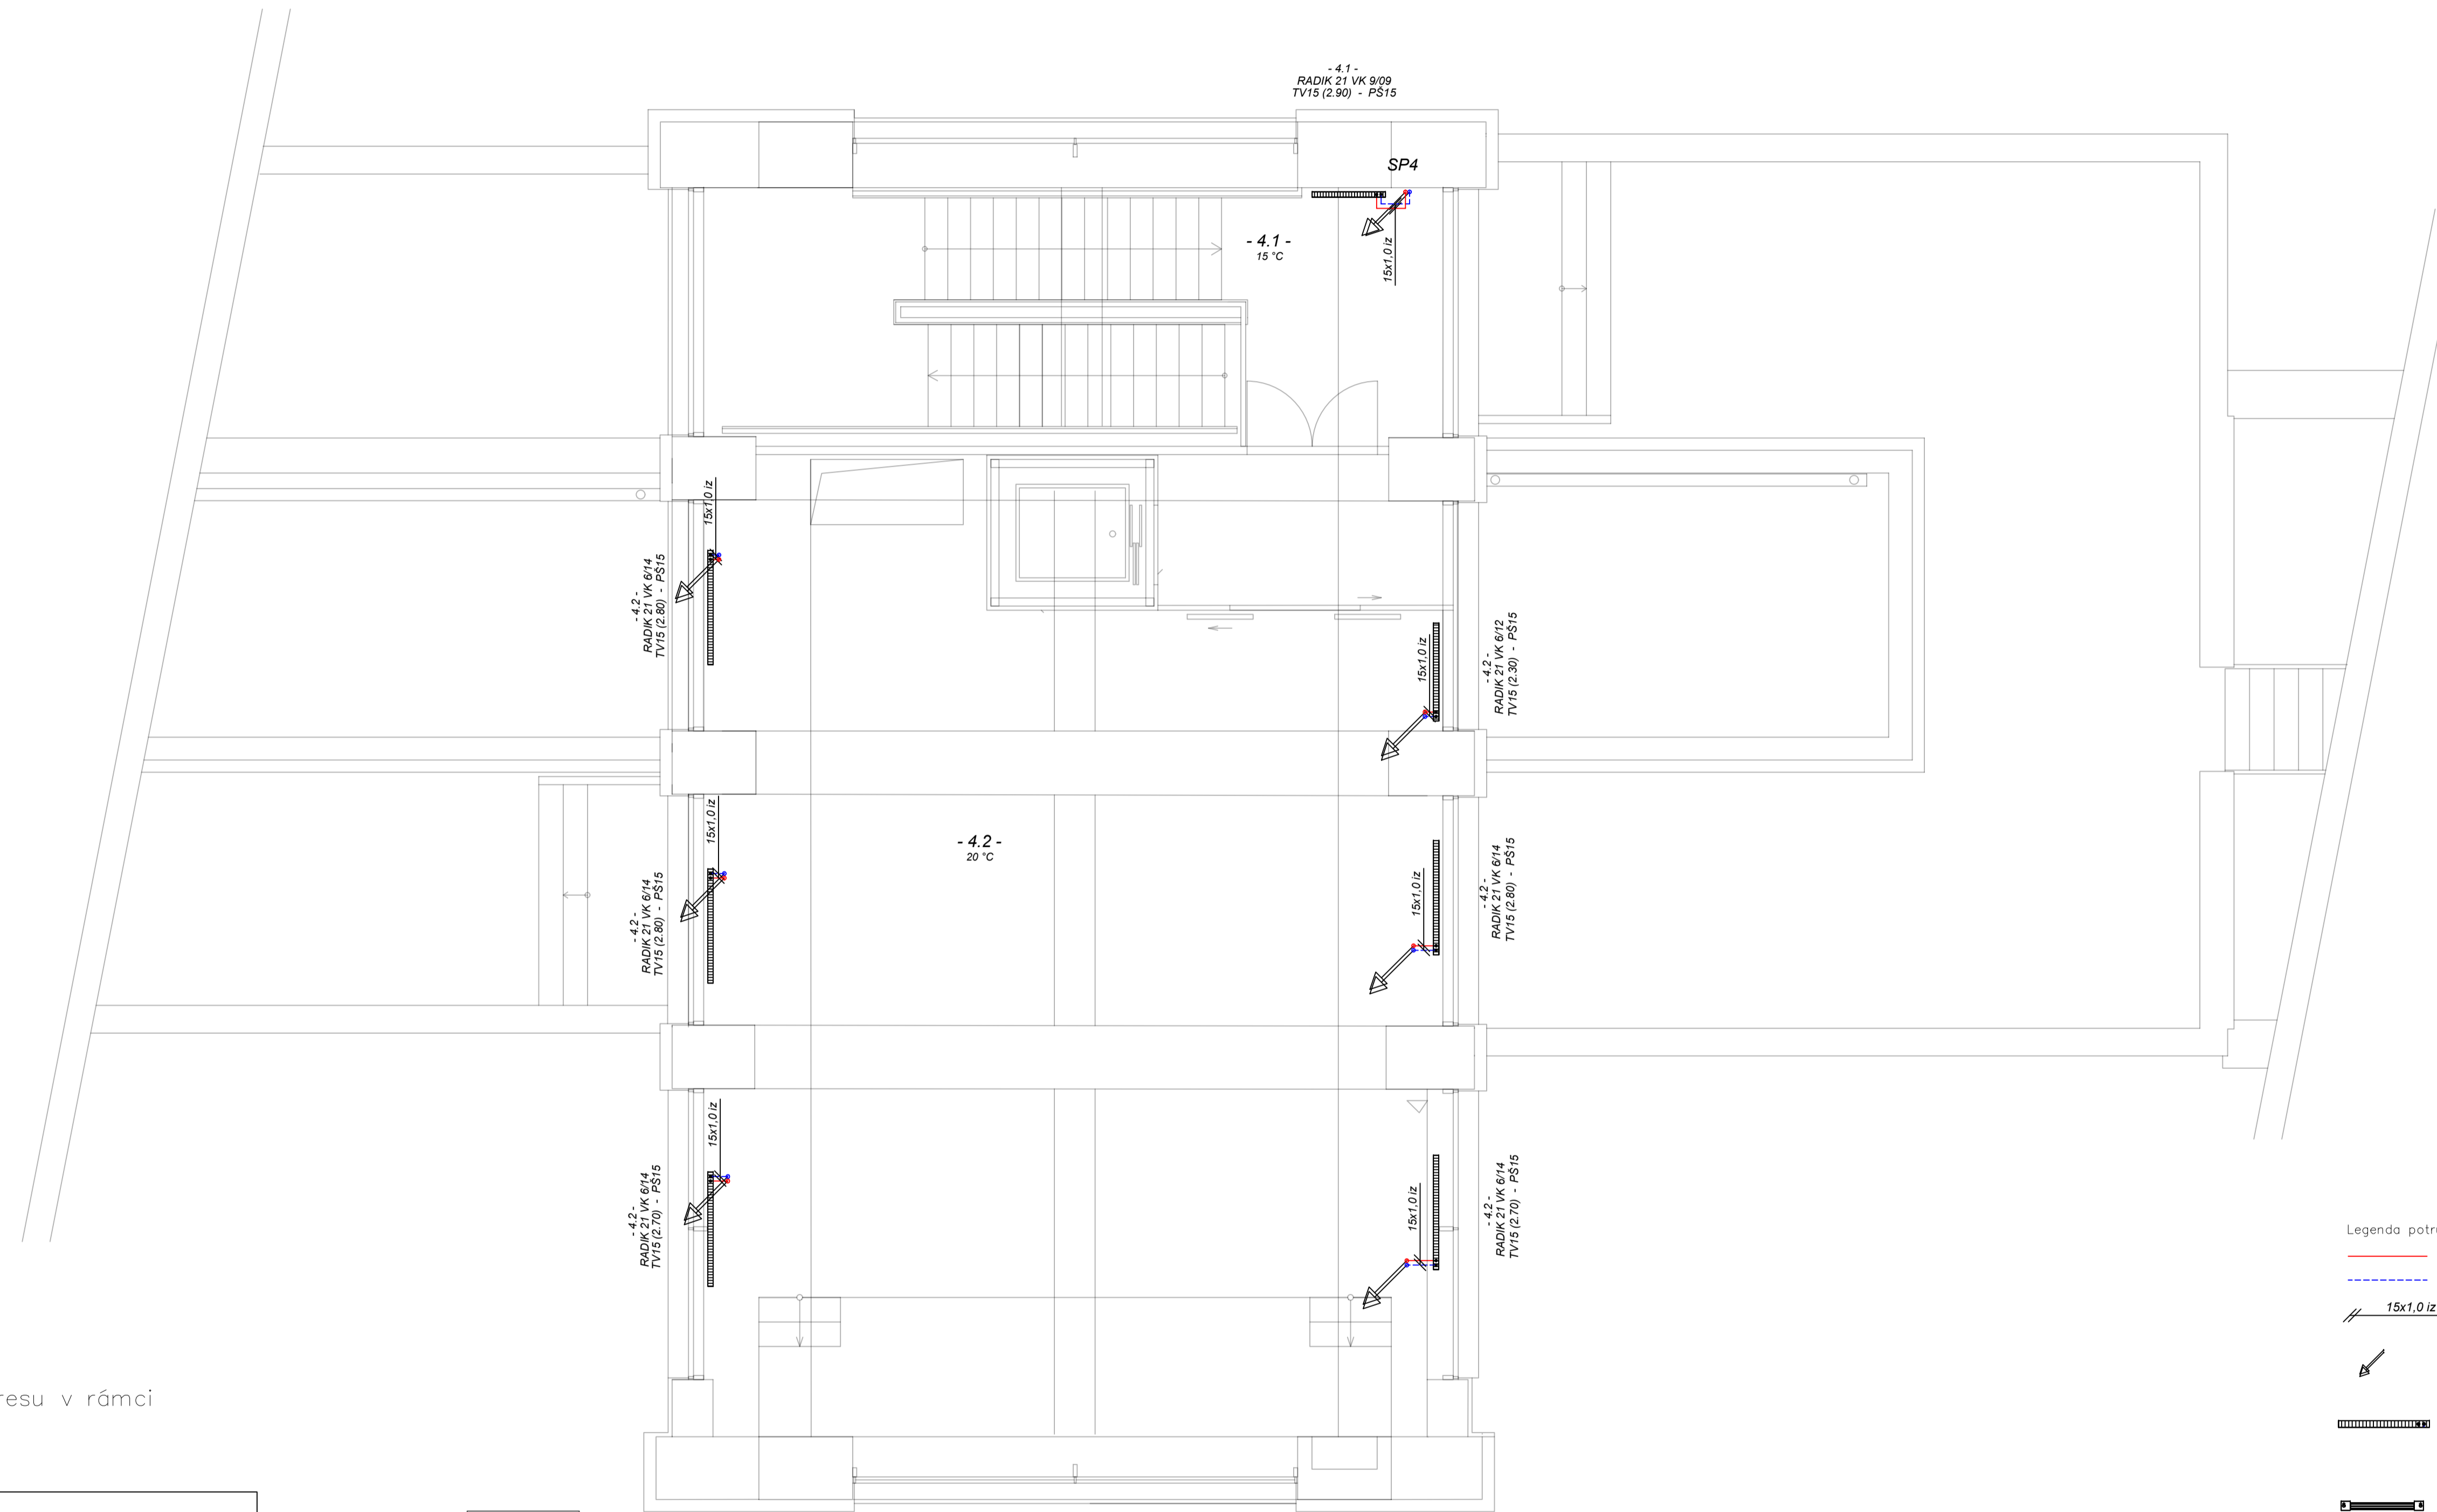 - 4.1 -
RADIK 21 VK 9/09
TV15 (2.90) - PŠ15
SP4
- 4.1 -
15 °C
15x1,0 iz
15x1,0 iz
- 4.2 -
RADIK 21 VK 6/14
TV15 (2.80) - PŠ15
15x1,0 iz
- 4.2 -
RADIK 21 VK 6/12
TV15 (2.30) - PŠ15
15x1,0 iz
- 4.2 -
RADIK 21 VK 6/14
TV15 (2.80) - PŠ15
- 4.2 -
20 °C
15x1,0 iz
- 4.2 -
RADIK 21 VK 6/14
TV15 (2.80) - PŠ15
15x1,0 iz
- 4.2 -
RADIK 21 VK 6/14
TV15 (2.70) - PŠ15
15x1,0 iz
- 4.2 -
RADIK 21 VK 6/14
TV15 (2.70) - PŠ15
Legenda
15x1,0 iz
v rámci